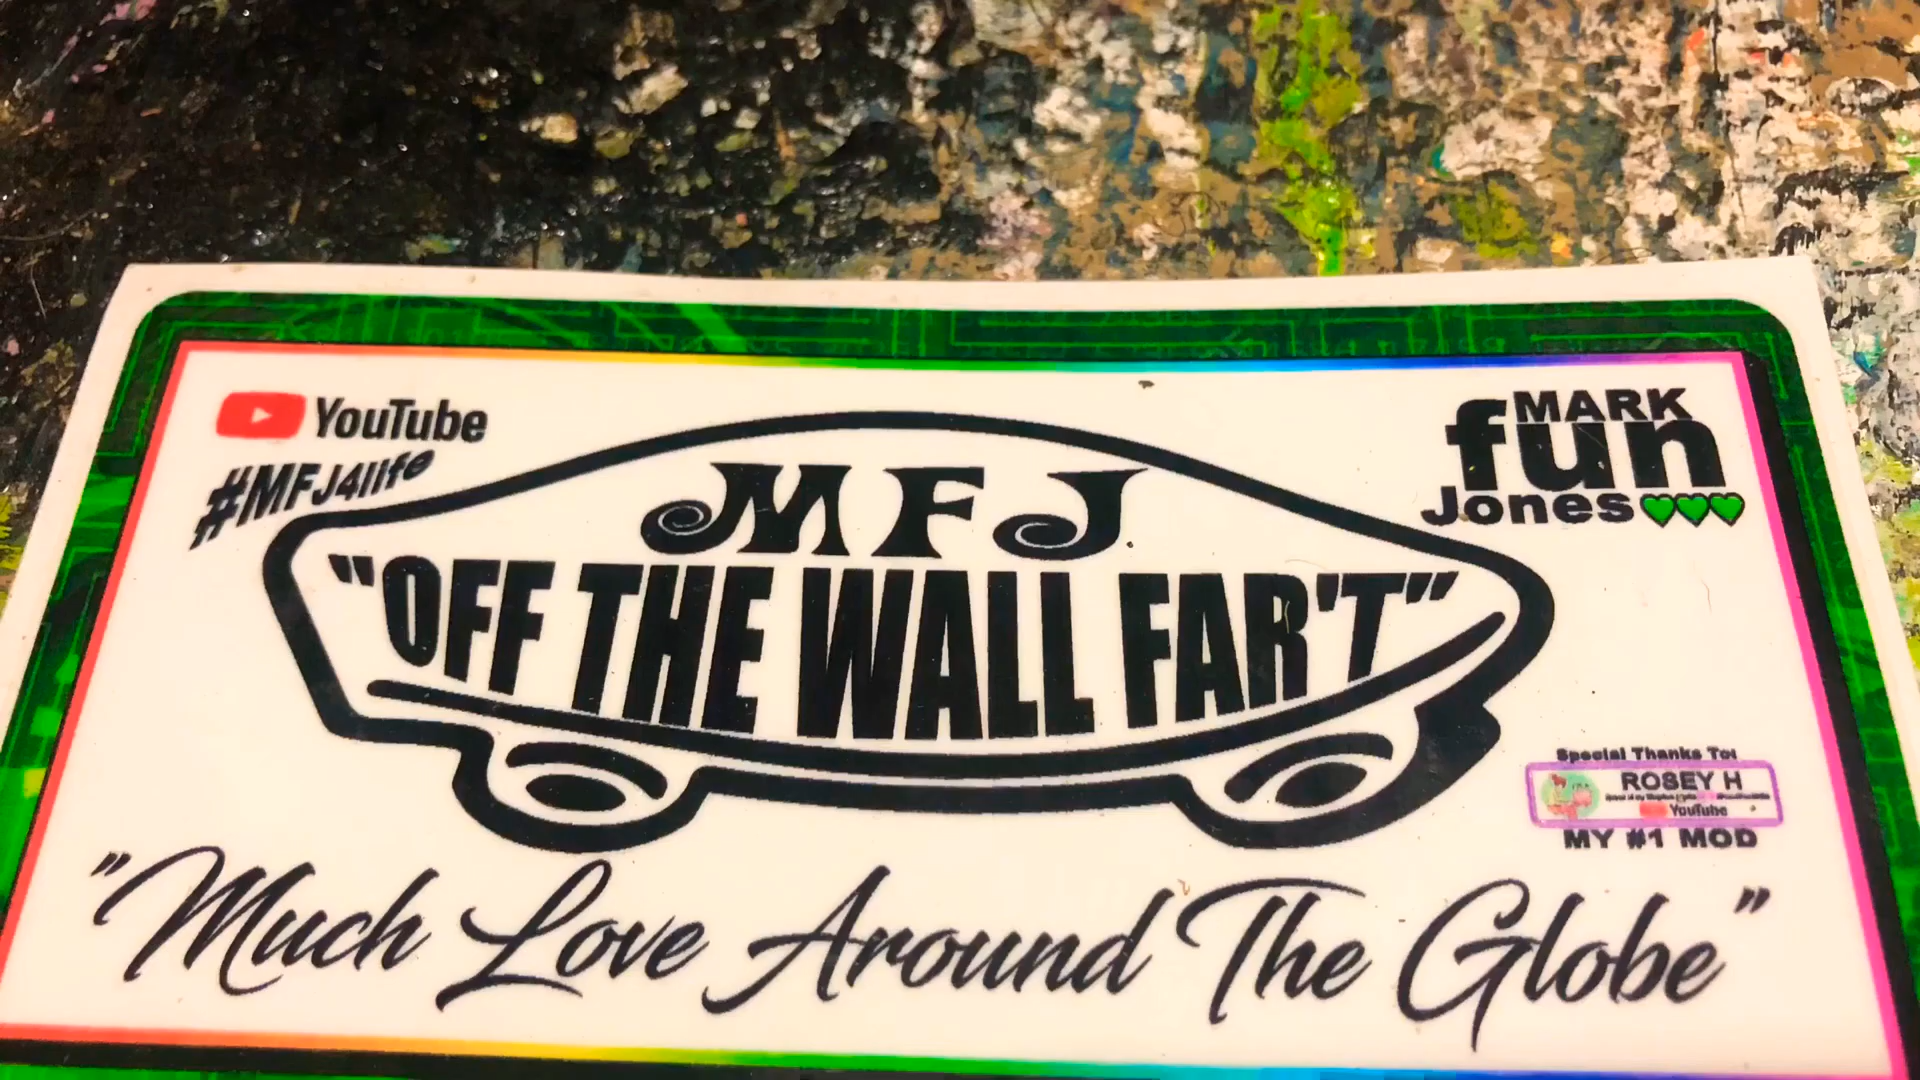 YouTube
#MFJ4life
MARK
fun
Jones
MFJ
"OFF THE WALL FAR'T"
Special Thanks To:
ROSEY H
YouTube
MY #1 MOD
"Much Love Around The Globe"